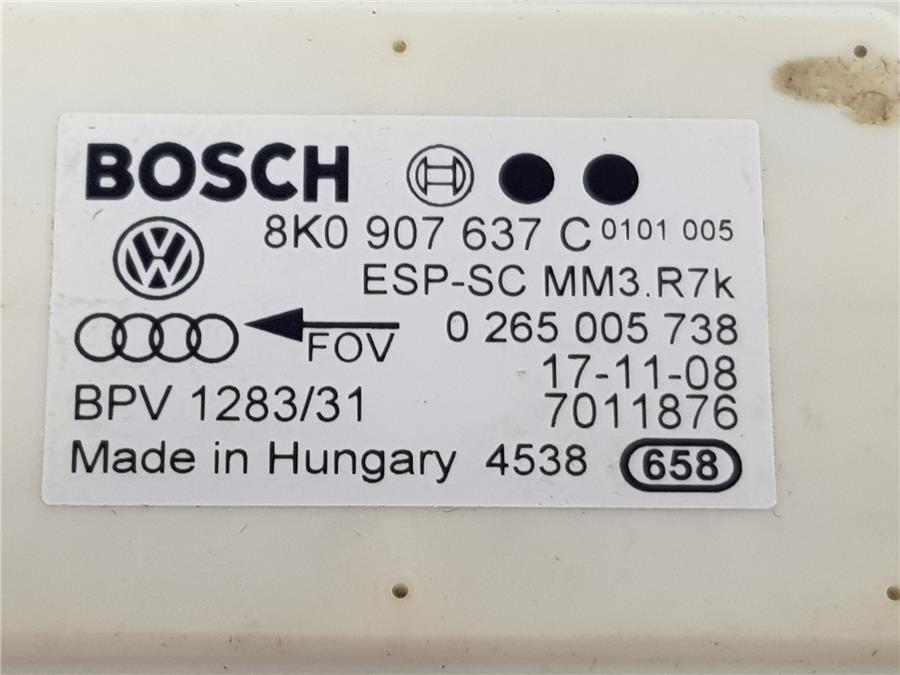 BOSCH
8K0 907 637 C 0101 005
ESP-SC MM3.R7k
FOV 0 265 005 738
17-11-08
BPV 1283/31 7011876
Made in Hungary 4538 658